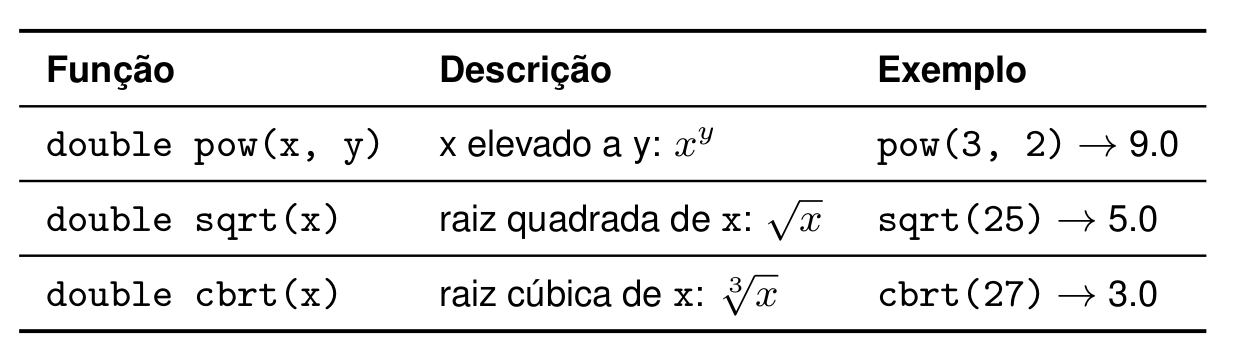 Função Descrição Exemplo
double pow(x, y) x elevado a y: x^y pow(3, 2) → 9.0
double sqrt(x) raiz quadrada de x: √x sqrt(25) → 5.0
double cbrt(x) raiz cúbica de x: ∛x cbrt(27) → 3.0